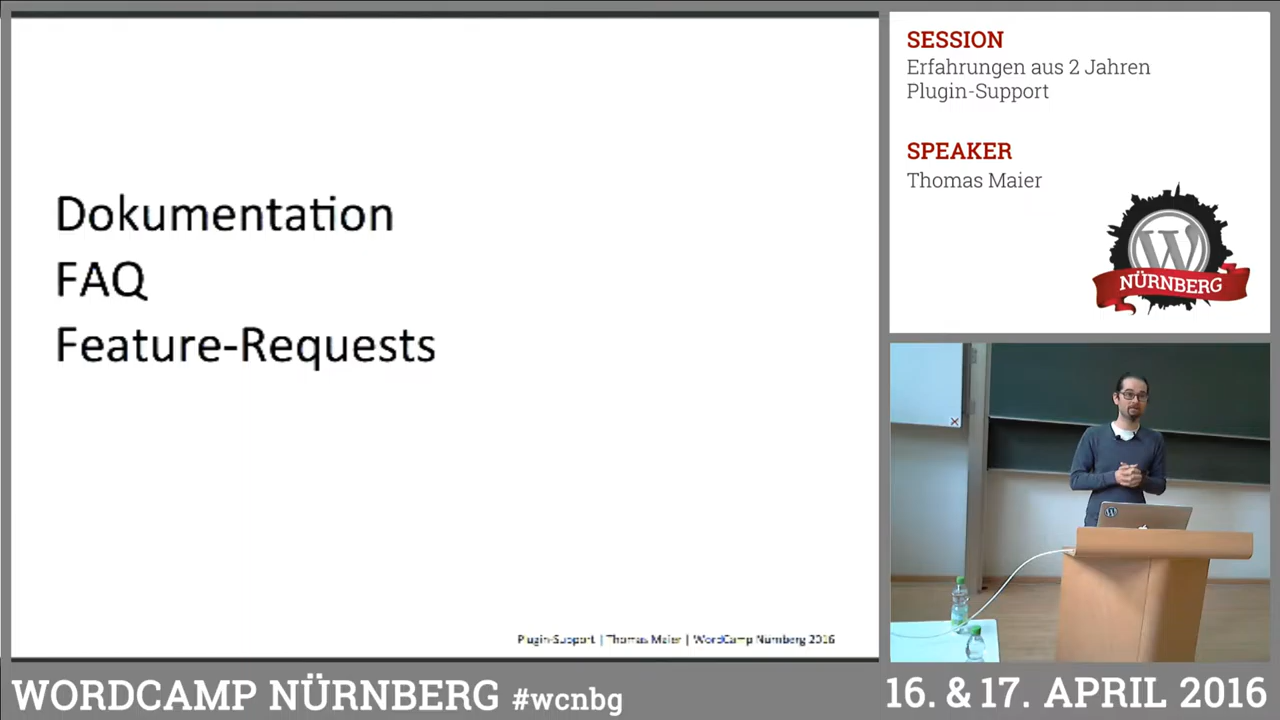 Dokumentation
FAQ
Feature-Requests
Plugin-Support | Thomas Maier | WordCamp Nürnberg 2016
SESSION
Erfahrungen aus 2 Jahren
Plugin-Support
SPEAKER
Thomas Maier
NÜRNBERG
WORDCAMP NÜRNBERG #wcnbg
16. & 17. APRIL 2016